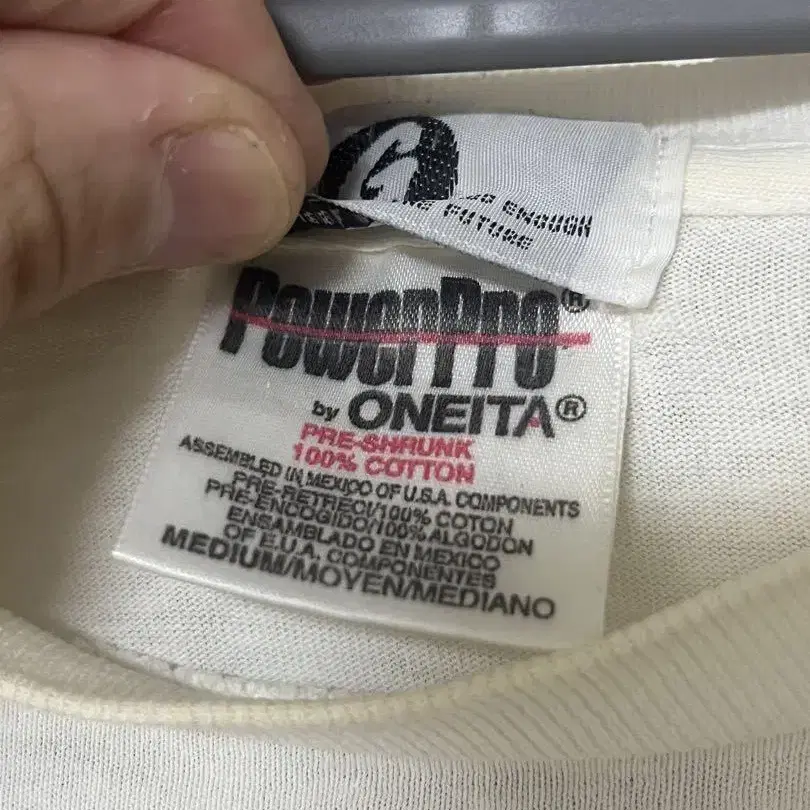 ENOUGH
FUTURE
PowerPro®
by ONEITA®
PRE-SHRUNK
100% COTTON
ASSEMBLED IN MEXICO OF U.S.A. COMPONENTS
PRE-RETRECI/100% COTON
PRE-ENCOGIDO/100% ALGODON
ENSAMBLADO EN MEXICO
OF E.U.A. COMPONENTES
MEDIUM/MOYEN/MEDIANO